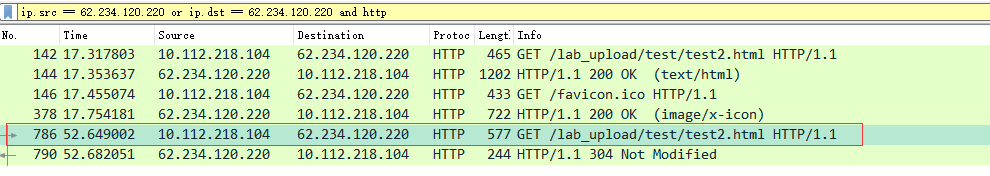 ip.src == 62.234.120.220 or ip.dst == 62.234.120.220 and http
No. Time Source Destination Protoc Lengtl Info
142 17.317803 10.112.218.104 62.234.120.220 HTTP 465 GET /lab_upload/test/test2.html HTTP/1.1
144 17.353637 62.234.120.220 10.112.218.104 HTTP 1202 HTTP/1.1 200 OK (text/html)
146 17.455074 10.112.218.104 62.234.120.220 HTTP 433 GET /favicon.ico HTTP/1.1
378 17.754181 62.234.120.220 10.112.218.104 HTTP 722 HTTP/1.1 200 OK (image/x-icon)
786 52.649002 10.112.218.104 62.234.120.220 HTTP 577 GET /lab_upload/test/test2.html HTTP/1.1
790 52.682051 62.234.120.220 10.112.218.104 HTTP 244 HTTP/1.1 304 Not Modified